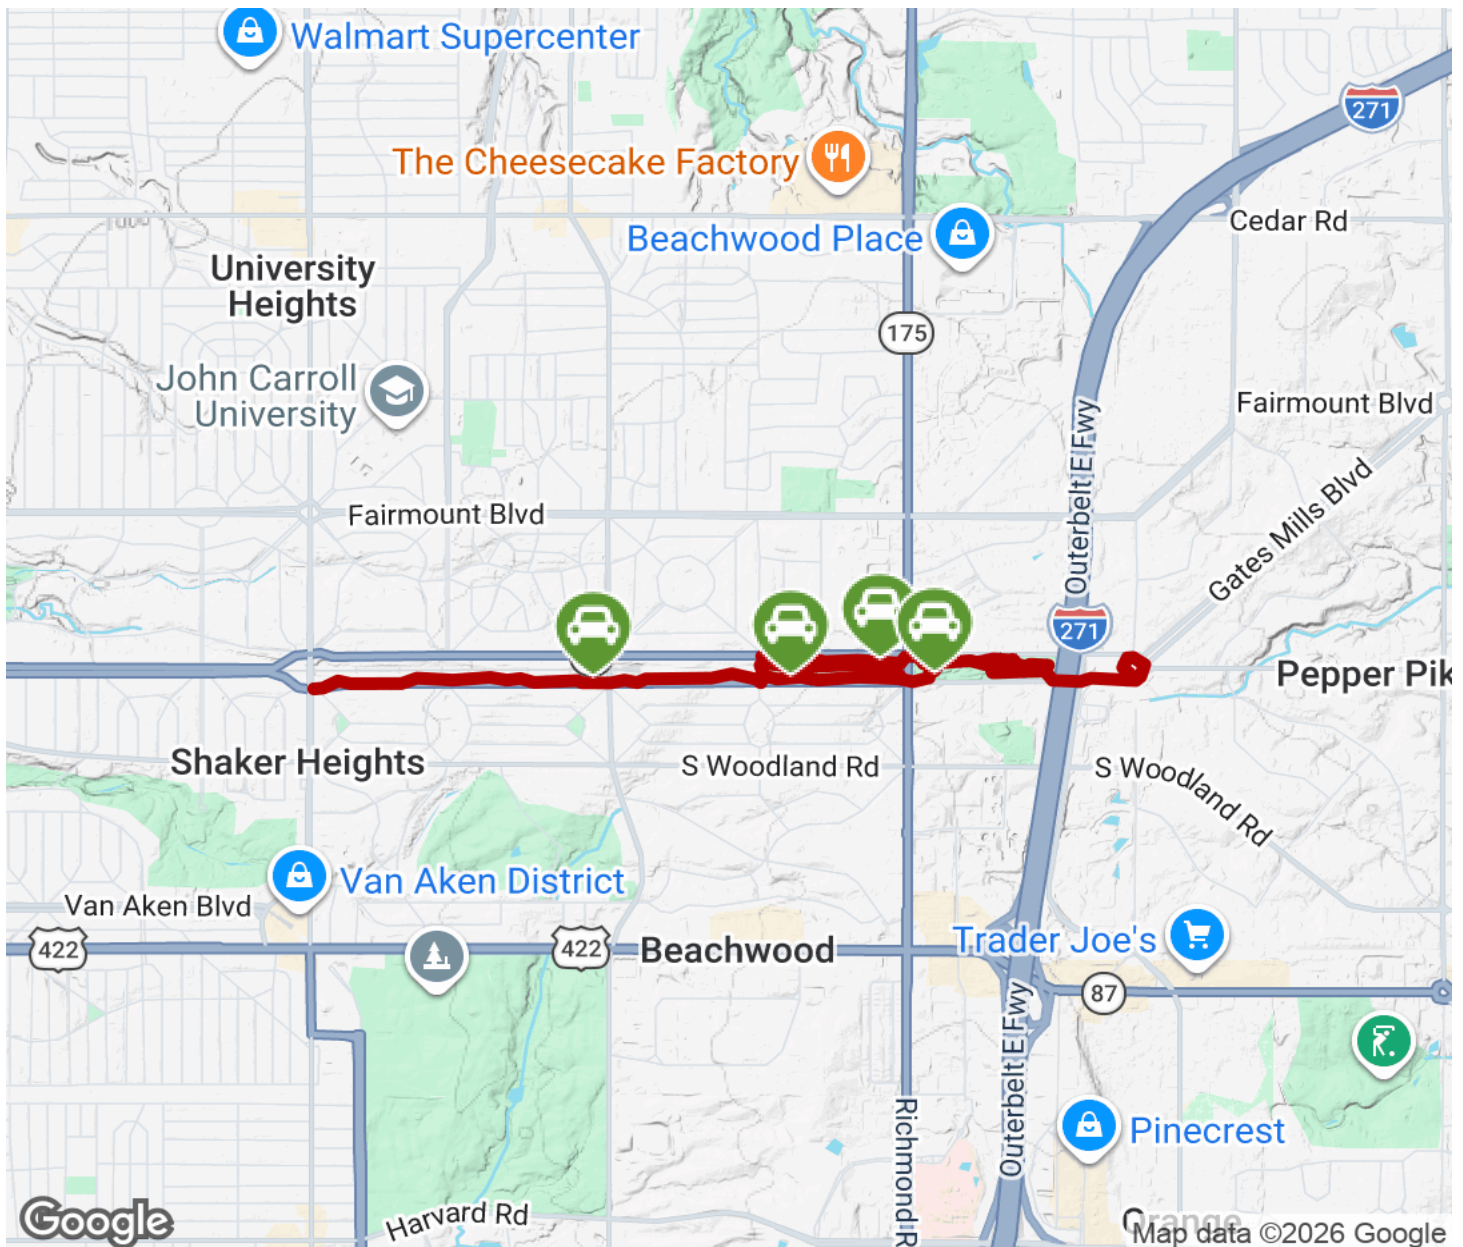 Walmart Supercenter
271
The Cheesecake Factory
Cedar Rd
Beachwood Place
University
Heights
175
John Carroll
University
Fairmount Blvd
Outerbelt E Fwy
Gates Mills Blvd
Fairmount Blvd
271
Pepper Pik
Shaker Heights
S Woodland Rd
S Woodland Rd
Van Aken District
Van Aken Blvd
422
422
Beachwood
Trader Joe's
87
Outerbelt E Fwy
Richmond R
Pinecrest
Harvard Rd
Orange
Google
Map data ©2026 Google